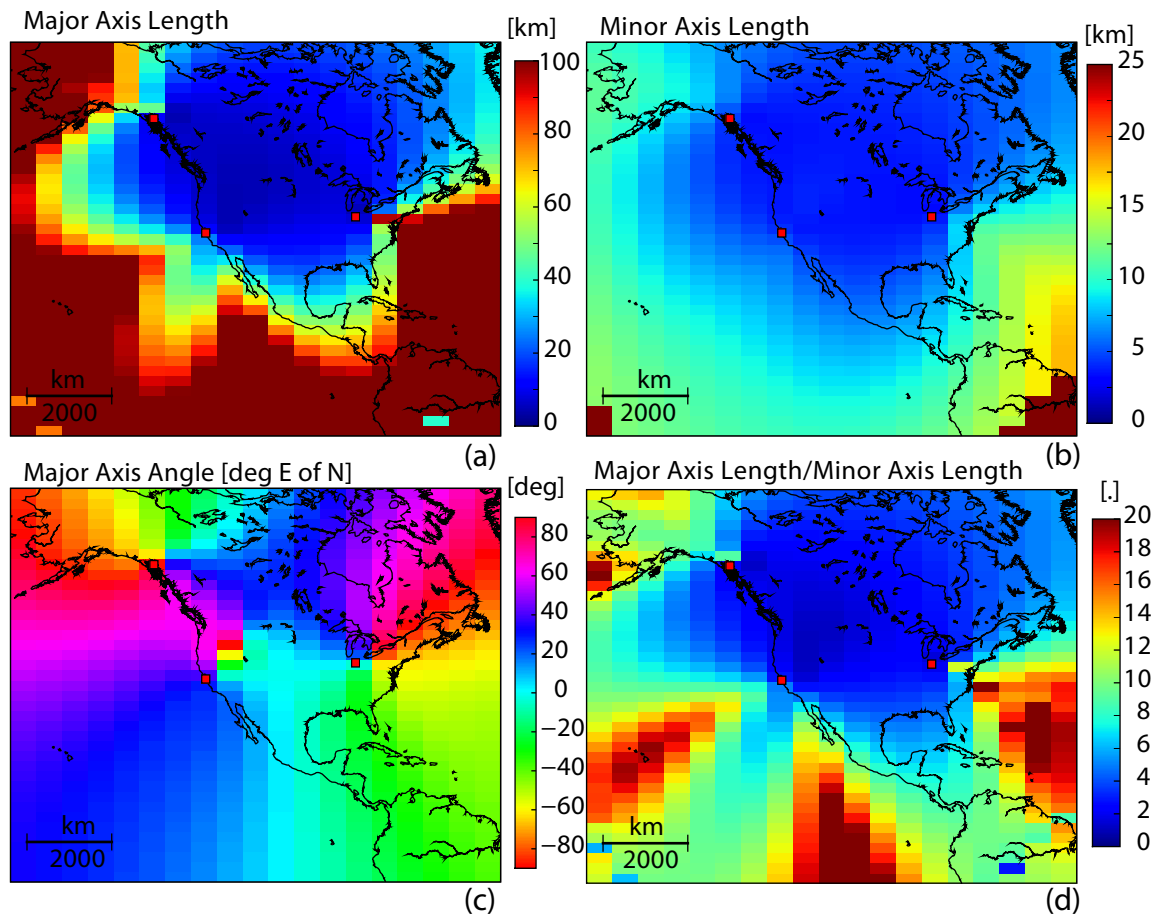 Major Axis Length
[km]
100
80
60
40
20
0
km
2000
(a)
Minor Axis Length
[km]
25
20
15
10
5
0
km
2000
(b)
Major Axis Angle [deg E of N]
[deg]
80
60
40
20
0
−20
−40
−60
−80
km
2000
(c)
Major Axis Length/Minor Axis Length
[.]
20
18
16
14
12
10
8
6
4
2
0
km
2000
(d)